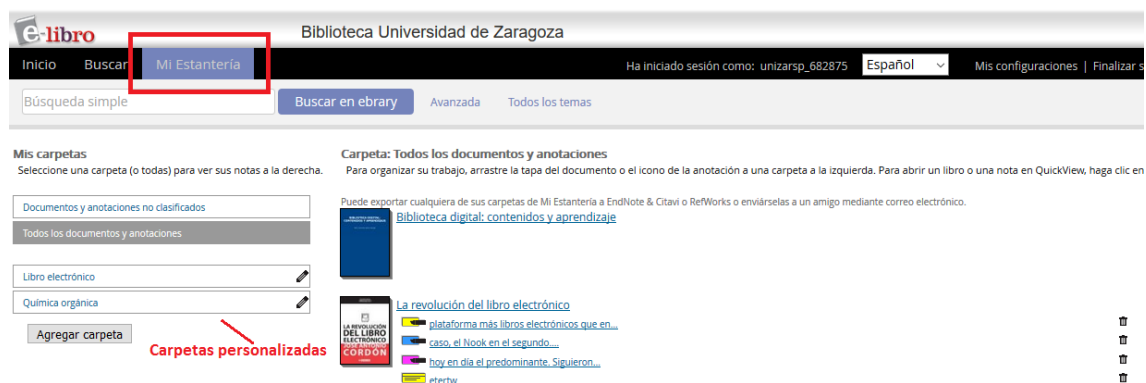 e-libro
Biblioteca Universidad de Zaragoza
Inicio Buscar Mi Estantería Ha iniciado sesión como: unizarsp_682875 Español Mis configuraciones | Finalizar s
Búsqueda simple Buscar en ebrary Avanzada Todos los temas
Mis carpetas
Seleccione una carpeta (o todas) para ver sus notas a la derecha.
Documentos y anotaciones no clasificados
Todos los documentos y anotaciones
Libro electrónico
Química orgánica
Agregar carpeta
Carpetas personalizadas
Carpeta: Todos los documentos y anotaciones
Para organizar su trabajo, arrastre la tapa del documento o el icono de la anotación a una carpeta a la izquierda. Para abrir un libro o una nota en QuickView, haga clic en
Puede exportar cualquiera de sus carpetas de Mi Estantería a EndNote & Citavi o RefWorks o enviárselas a un amigo mediante correo electrónico.
Biblioteca digital: contenidos y aprendizaje
La revolución del libro electrónico
LA REVOLUCIÓN
DEL LIBRO
ELECTRÓNICO
JOSÉ ANTONIO
CORDÓN
plataforma más libros electrónicos que en...
caso, el Nook en el segundo....
hoy en día el predominante. Siguieron...
etertw